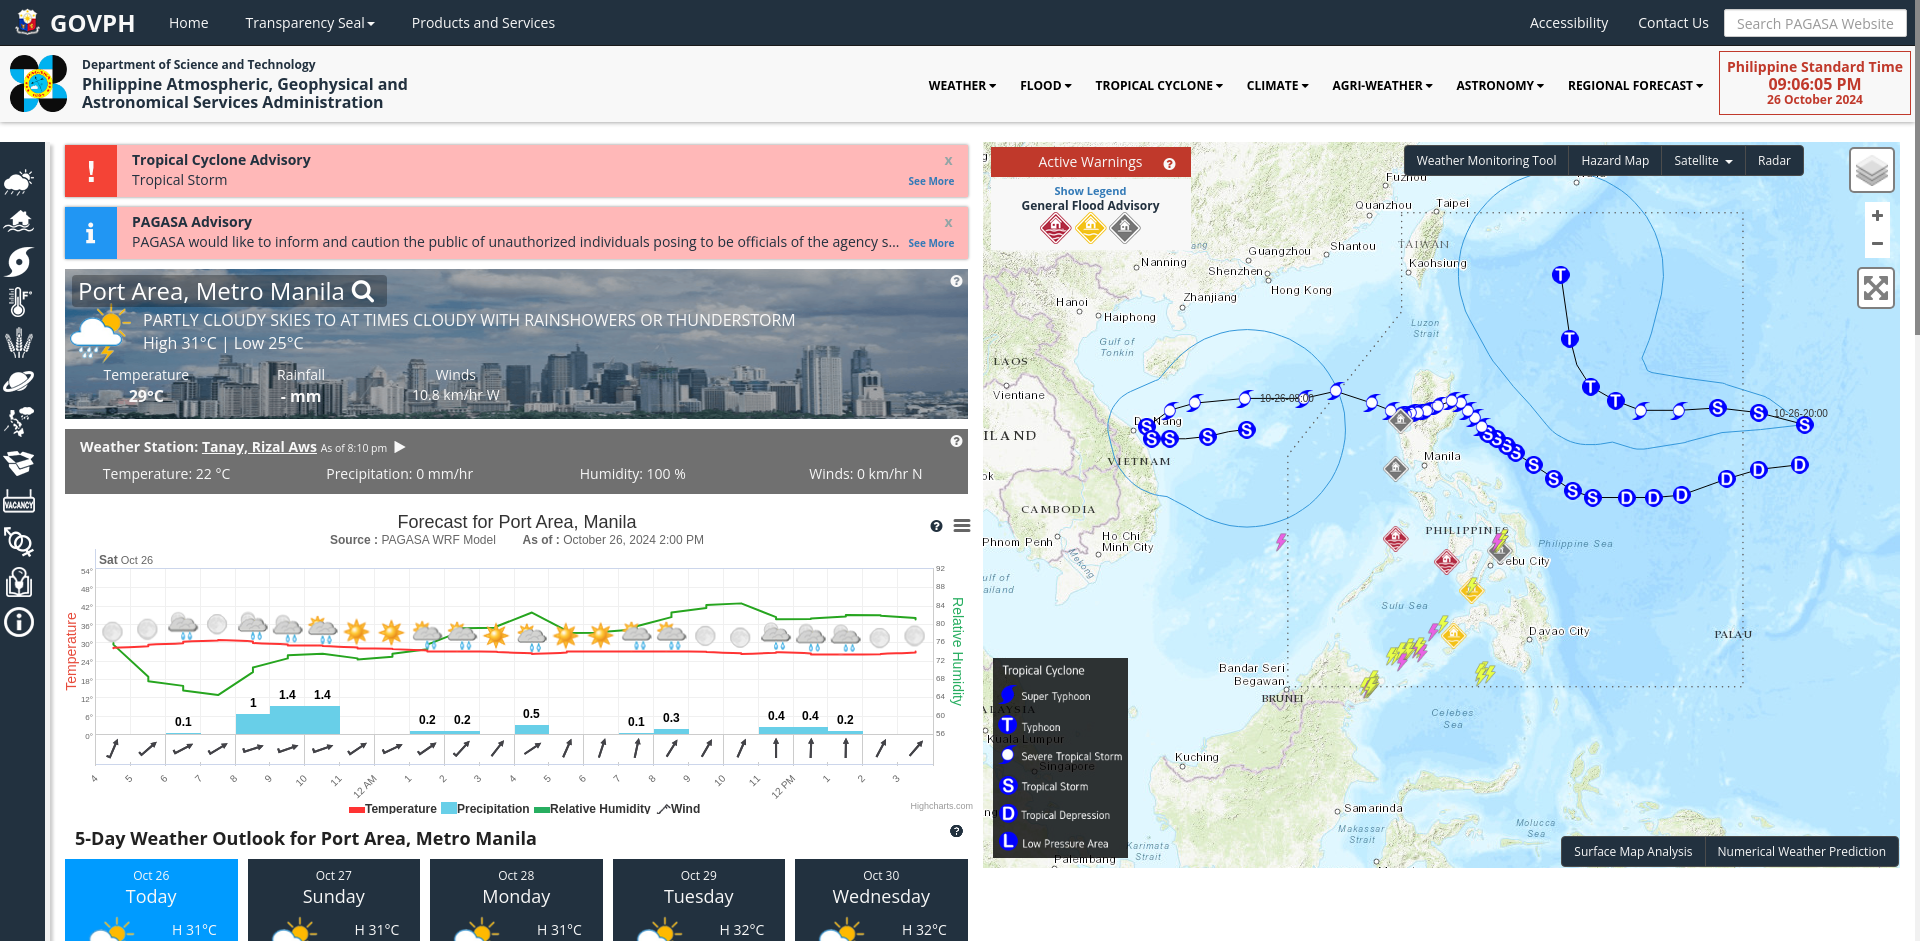 GOVPH
Home
Transparency Seal
Products and Services
Accessibility
Contact Us
Search PAGASA Website
Department of Science and Technology
Philippine Atmospheric, Geophysical and
Astronomical Services Administration
WEATHER
FLOOD
TROPICAL CYCLONE
CLIMATE
AGRI-WEATHER
ASTRONOMY
REGIONAL FORECAST
Philippine Standard Time
09:06:05 PM
26 October 2024
VACANCY
!
Tropical Cyclone Advisory
x
Tropical Storm
See More
i
PAGASA Advisory
x
PAGASA would like to inform and caution the public of unauthorized individuals posing to be officials of the agency s...
See More
Port Area, Metro Manila
PARTLY CLOUDY SKIES TO AT TIMES CLOUDY WITH RAINSHOWERS OR THUNDERSTORM
High 31°C | Low 25°C
Temperature
Rainfall
Winds
29°C
- mm
10.8 km/hr W
Weather Station: Tanay, Rizal Aws As of 8:10 pm
Temperature: 22 °C
Precipitation: 0 mm/hr
Humidity: 100 %
Winds: 0 km/hr N
Forecast for Port Area, Manila
Source : PAGASA WRF Model
As of : October 26, 2024 2:00 PM
Sat Oct 26
54°
48°
42°
36°
30°
24°
18°
12°
6°
0°
Temperature
92
88
84
80
76
72
68
64
60
56
Relative Humidity
0.1
1
1.4
1.4
0.2
0.2
0.5
0.1
0.3
0.4
0.4
0.2
4
5
6
7
8
9
10
11
12 AM
1
2
3
4
5
6
7
8
9
10
11
12 PM
1
2
3
Temperature
Precipitation
Relative Humidity
Wind
Highcharts.com
5-Day Weather Outlook for Port Area, Metro Manila
Oct 26
Today
H 31°C
Oct 27
Sunday
H 31°C
Oct 28
Monday
H 31°C
Oct 29
Tuesday
H 32°C
Oct 30
Wednesday
H 32°C
Active Warnings
Show Legend
General Flood Advisory
Weather Monitoring Tool
Hazard Map
Satellite
Radar
+
−
Fuzhou
Quanzhou
Taipei
TAIWAN
Kaohsiung
Shantou
Guangzhou
Shenzhen
Hong Kong
Nanning
Zhanjiang
Hanoi
Haiphong
Gulf of
Tonkin
Luzon
Strait
LAOS
Vientiane
10-26-08:00
10-26-20:00
VIETNAM
CAMBODIA
Phnom Penh
Ho Chi
Minh City
Mekong
Manila
PHILIPPINES
Philippine Sea
Cebu City
Sulu Sea
Davao City
PALAU
Bandar Seri
Begawan
BRUNEI
Celebes
Sea
Kuching
Samarinda
Makassar
Strait
Molucca
Sea
Karimata
Strait
Palembang
Kuala Lumpur
Singapore
Tropical Cyclone
Super Typhoon
T Typhoon
Severe Tropical Storm
S Tropical Storm
D Tropical Depression
L Low Pressure Area
Surface Map Analysis
Numerical Weather Prediction